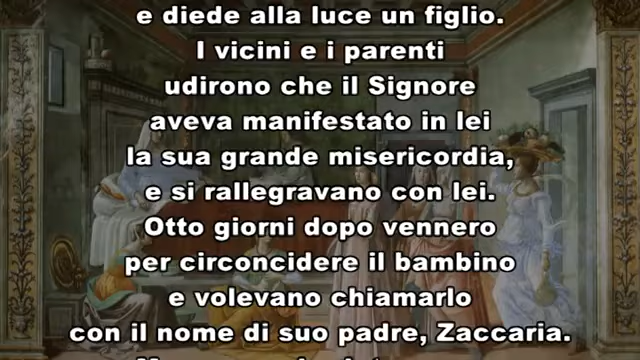 e diede alla luce un figlio.
I vicini e i parenti
udirono che il Signore
aveva manifestato in lei
la sua grande misericordia,
e si rallegravano con lei.
Otto giorni dopo vennero
per circoncidere il bambino
e volevano chiamarlo
con il nome di suo padre, Zaccaria.